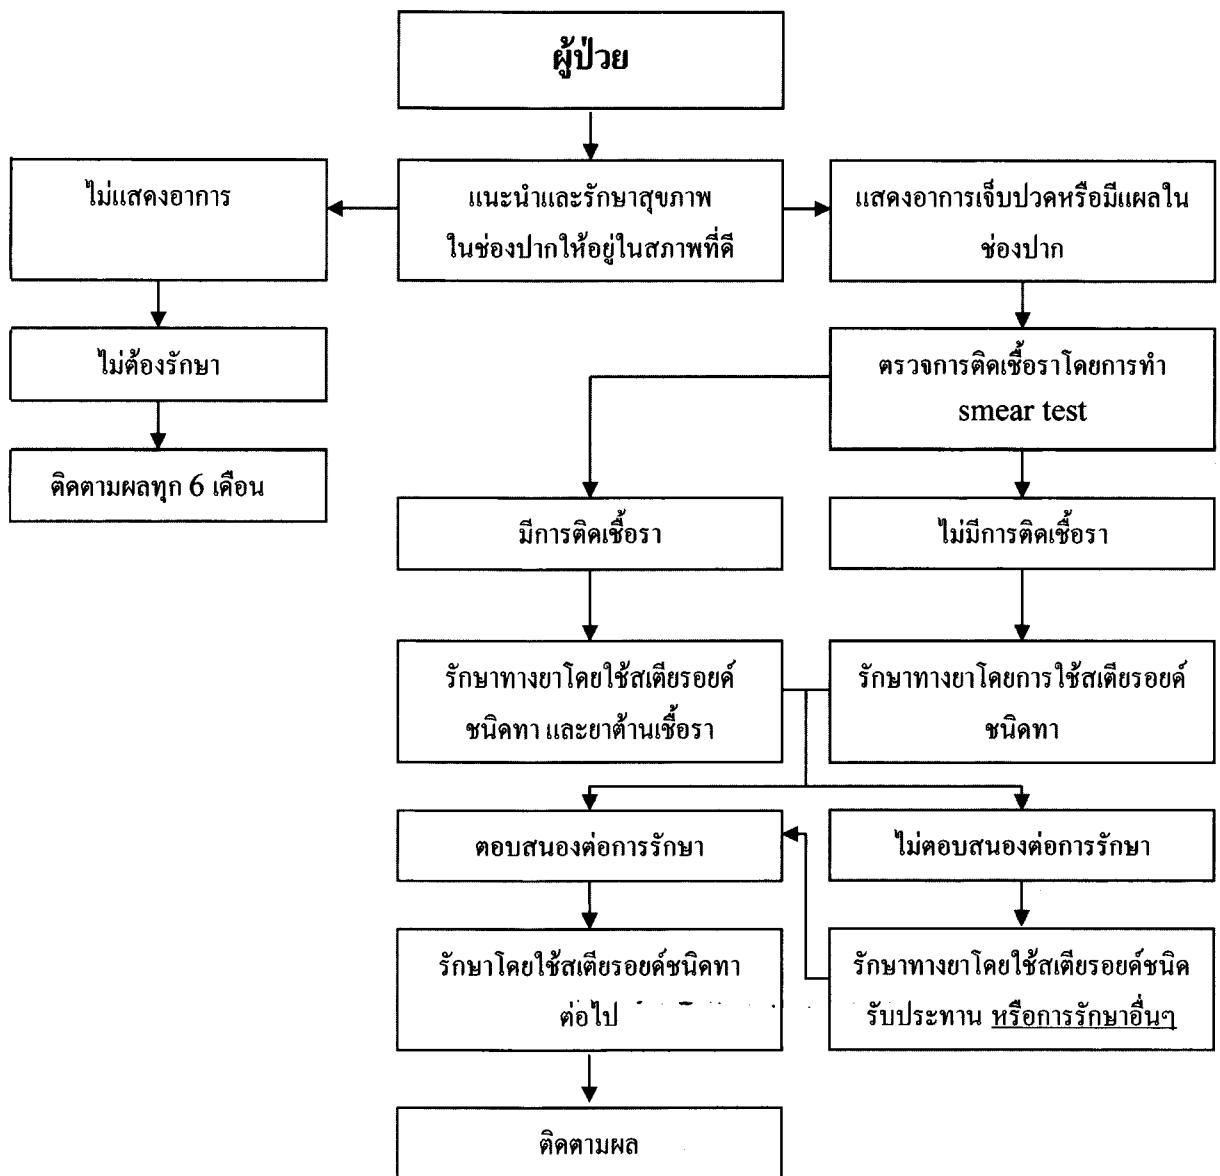 ผู้ป่วย
ไม่แสดงอาการ
แนะนำและรักษาสุขภาพ
ในช่องปากให้อยู่ในสภาพที่ดี
แสดงอาการเจ็บปวดหรือมีแผลใน
ช่องปาก
ไม่ต้องรักษา
ตรวจการติดเชื้อราโดยการทำ
smear test
ติดตามผลทุก 6 เดือน
มีการติดเชื้อรา
ไม่มีการติดเชื้อรา
รักษาทางยาโดยใช้สเตียรอยด์
ชนิดทา และยาต้านเชื้อรา
รักษาทางยาโดยการใช้สเตียรอยด์
ชนิดทา
ตอบสนองต่อการรักษา
ไม่ตอบสนองต่อการรักษา
รักษาโดยใช้สเตียรอยด์ชนิดทา
ต่อไป
รักษาทางยาโดยใช้สเตียรอยด์ชนิด
รับประทาน หรือการรักษาอื่นๆ
ติดตามผล